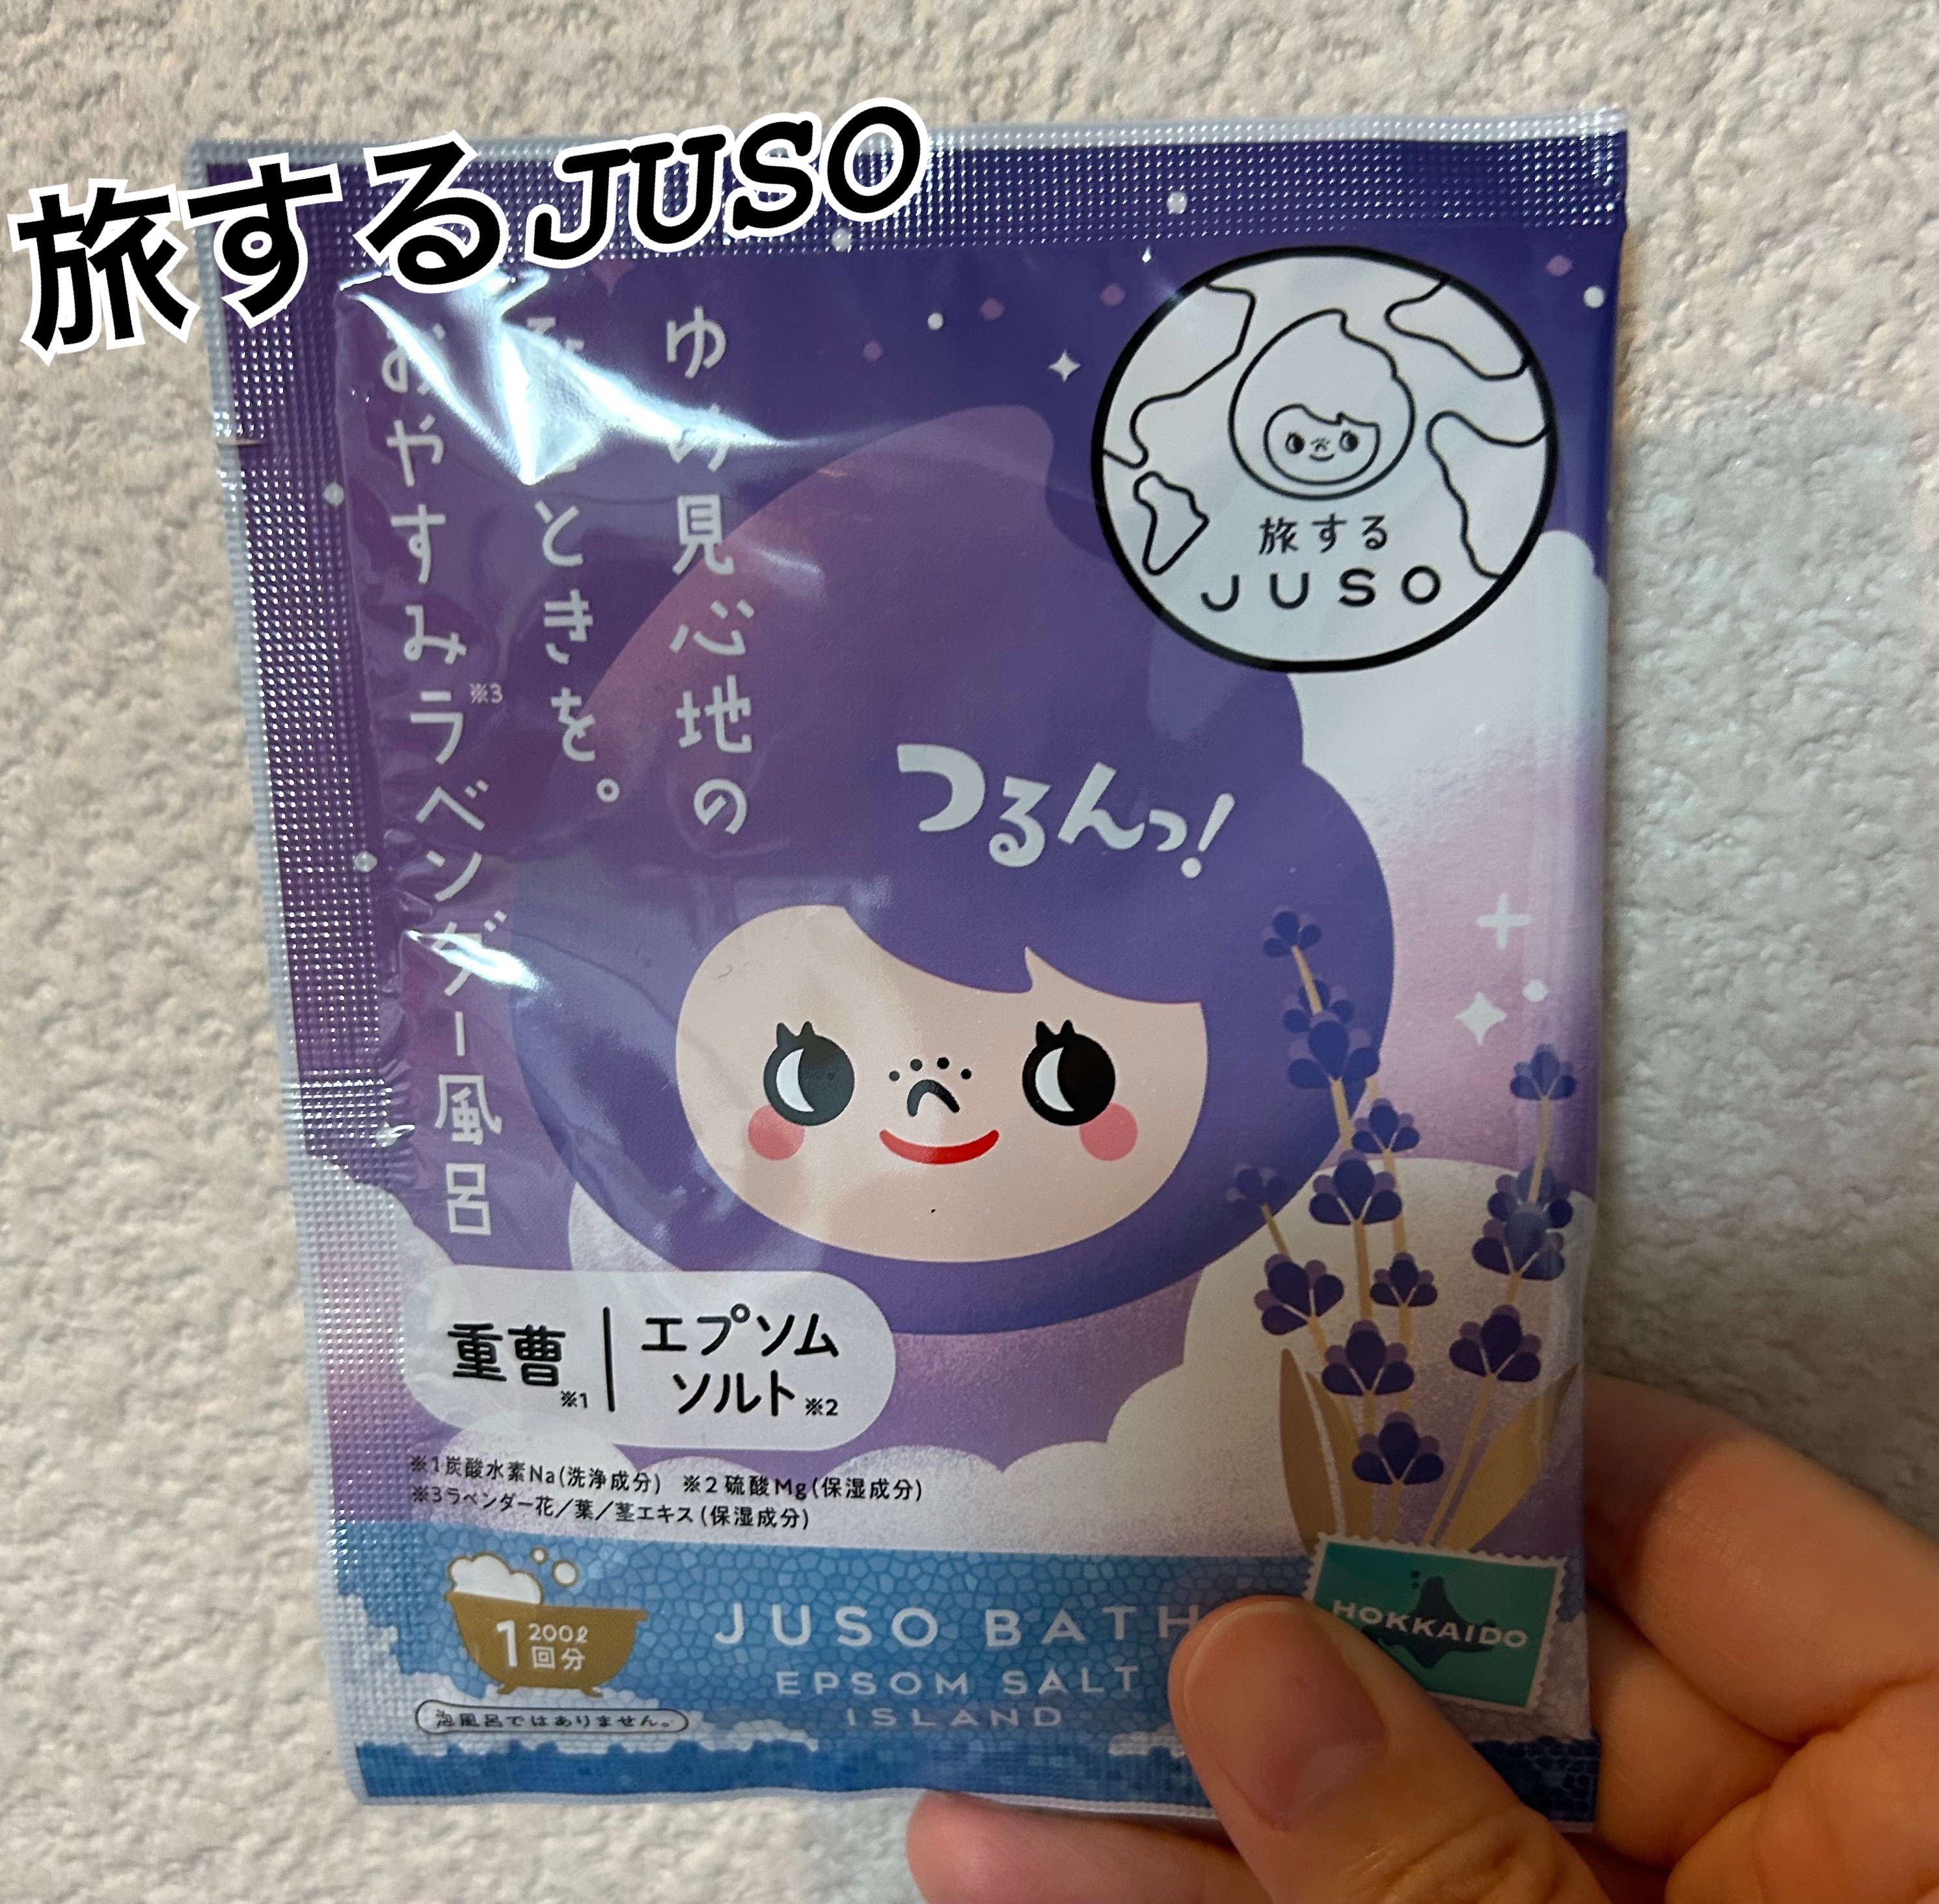 旅するJUSO
旅する
JUSO
ゆめ見心地の
ひとときを。
おやすみラベンダー風呂
※3
つるんっ!
重曹※1
エプソム
ソルト※2
※1炭酸水素Na(洗浄成分) ※2 硫酸Mg(保湿成分)
※3ラベンダー花/葉/茎エキス(保湿成分)
1回分
200ℓ
泡風呂ではありません。
JUSO BATH
EPSOM SALT
ISLAND
HOKKAIDO